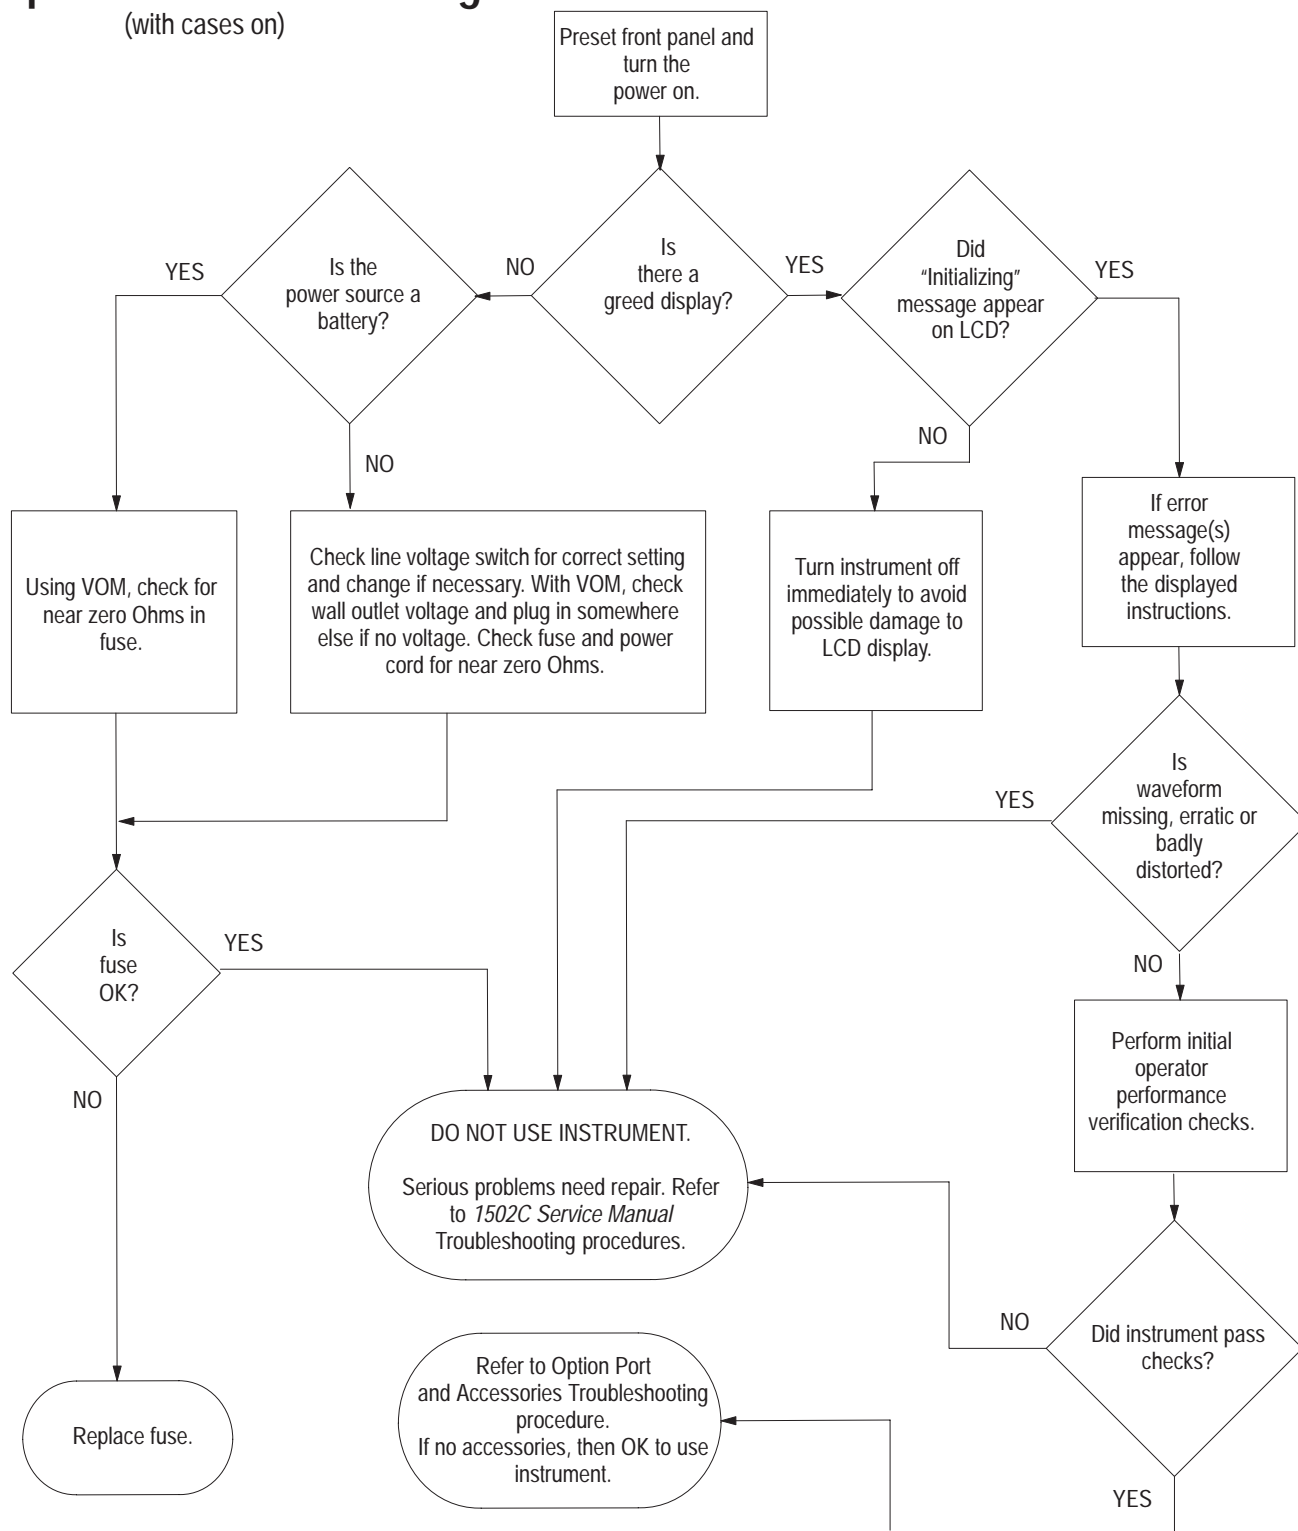 (with cases on)
Preset front panel and
turn the
power on.
Is
there a
greed display?
NO
YES
Is the
power source a
battery?
YES
NO
Did
“Initializing”
message appear
on LCD?
YES
NO
Using VOM, check for
near zero Ohms in
fuse.
Check line voltage switch for correct setting
and change if necessary. With VOM, check
wall outlet voltage and plug in somewhere
else if no voltage. Check fuse and power
cord for near zero Ohms.
Turn instrument off
immediately to avoid
possible damage to
LCD display.
If error
message(s)
appear, follow
the displayed
instructions.
Is
waveform
missing, erratic or
badly
distorted?
YES
NO
Is
fuse
OK?
YES
NO
Perform initial
operator
performance
verification checks.
DO NOT USE INSTRUMENT.
Serious problems need repair. Refer
to 1502C Service Manual
Troubleshooting procedures.
Did instrument pass
checks?
NO
YES
Refer to Option Port
and Accessories Troubleshooting
procedure.
If no accessories, then OK to use
instrument.
Replace fuse.